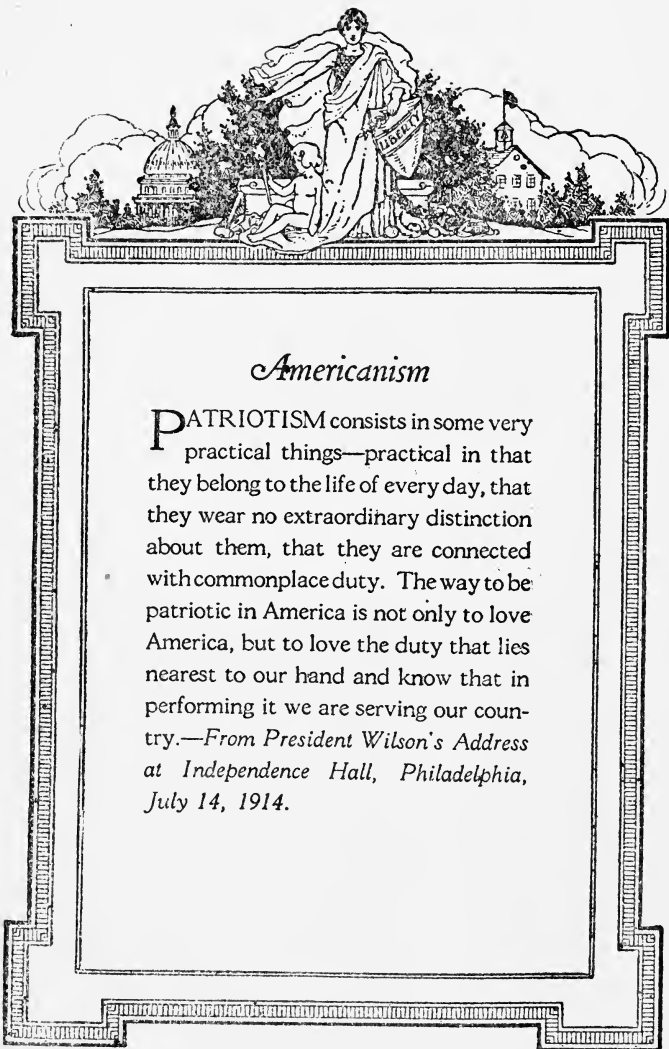 LIBERTY
Americanism
PATRIOTISM consists in some very
practical things—practical in that
they belong to the life of every day, that
they wear no extraordinary distinction
about them, that they are connected
with commonplace duty. The way to be
patriotic in America is not only to love
America, but to love the duty that lies
nearest to our hand and know that in
performing it we are serving our coun-
try.—From President Wilson's Address
at Independence Hall, Philadelphia,
July 14, 1914.